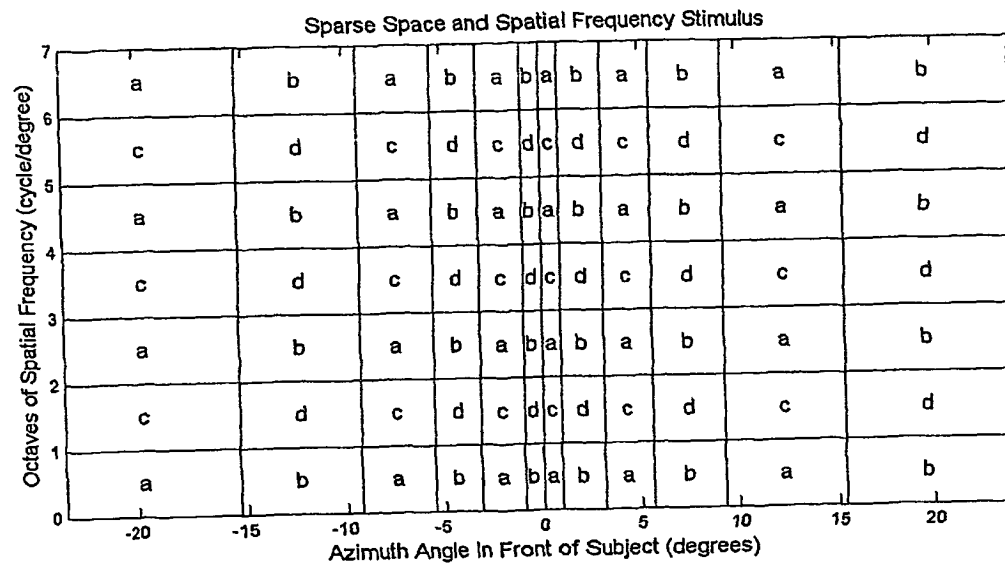 Sparse Space and Spatial Frequency Stimulus
Octaves of Spatial Frequency (cycle/degree)
7
a b a b a b a b a b a b
6
c d c d c d c d c d c d
5
a b a b a b a b a b a b
4
c d c d c d c d c d c d
3
a b a b a b a b a b a b
2
c d c d c d c d c d c d
1
a b a b a b a b a b a b
0
-20 -15 -10 -5 0 5 10 15 20
Azimuth Angle In Front of Subject (degrees)